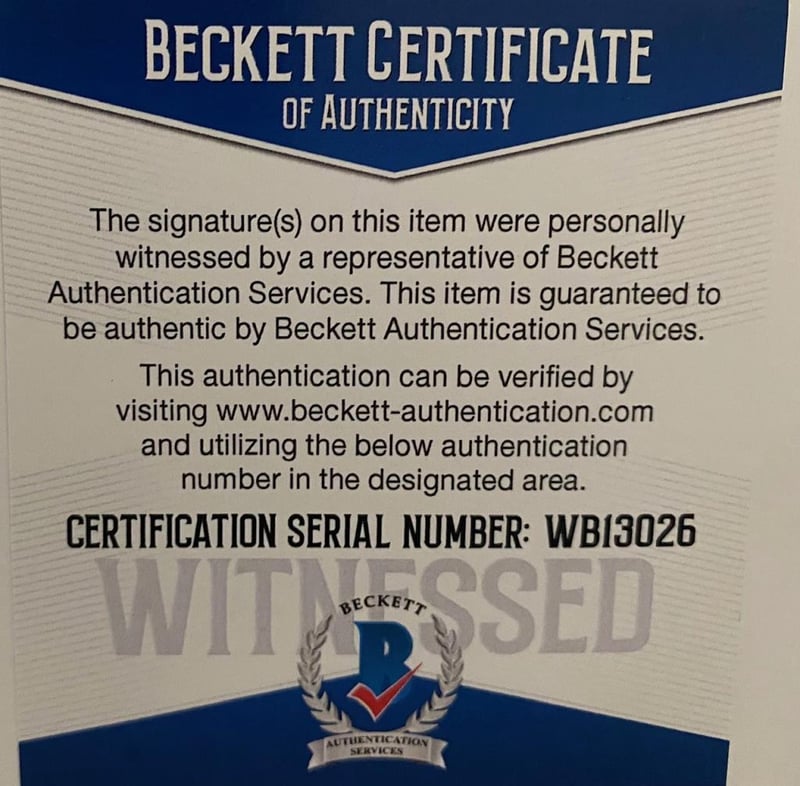 BECKETT CERTIFICATE
OF AUTHENTICITY
The signature(s) on this item were personally
witnessed by a representative of Beckett
Authentication Services. This item is guaranteed to
be authentic by Beckett Authentication Services.
This authentication can be verified by
visiting www.beckett-authentication.com
and utilizing the below authentication
number in the designated area.
CERTIFICATION SERIAL NUMBER: WB13026
WITNESSED
BECKETT
B
AUTHENTICATION
SERVICES